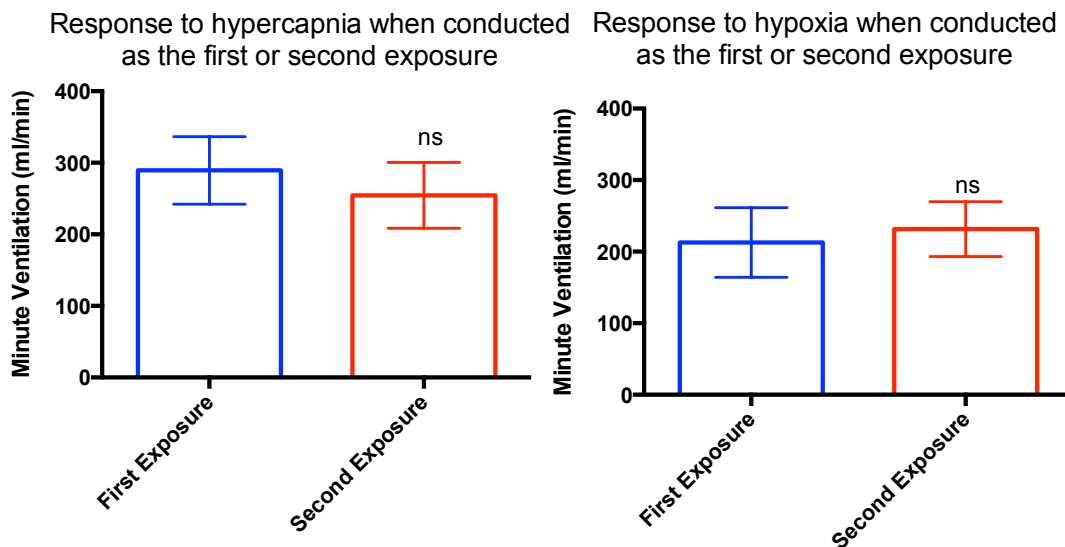 Response to hypercapnia when conducted
as the first or second exposure
Minute Ventilation (ml/min)
400
300
200
100
0
ns
First Exposure
Second Exposure
Response to hypoxia when conducted
as the first or second exposure
Minute Ventilation (ml/min)
400
300
200
100
0
ns
First Exposure
Second Exposure